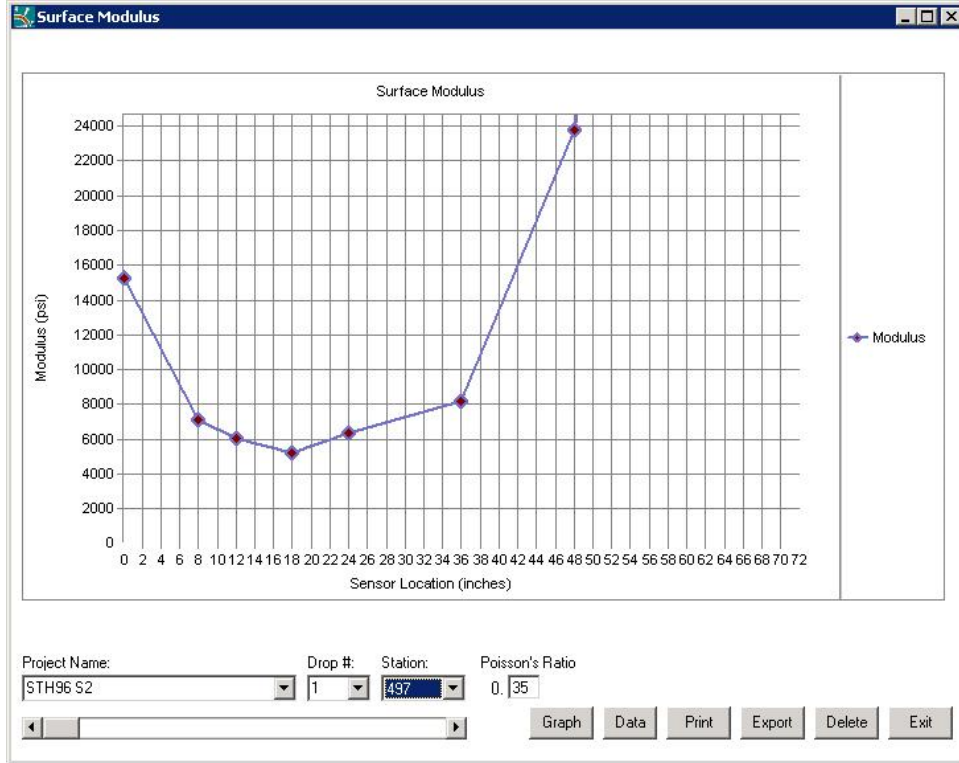 Surface Modulus
Surface Modulus
24000
22000
20000
18000
16000
14000
12000
10000
8000
6000
4000
2000
0
Modulus (psi)
0 2 4 6 8 10 12 14 16 18 20 22 24 26 28 30 32 34 36 38 40 42 44 46 48 50 52 54 56 58 60 62 64 66 68 70 72
Sensor Location (inches)
Modulus
Project Name: Drop #: Station: Poisson's Ratio
STH96 S2 1 497 0. 35
Graph Data Print Export Delete Exit